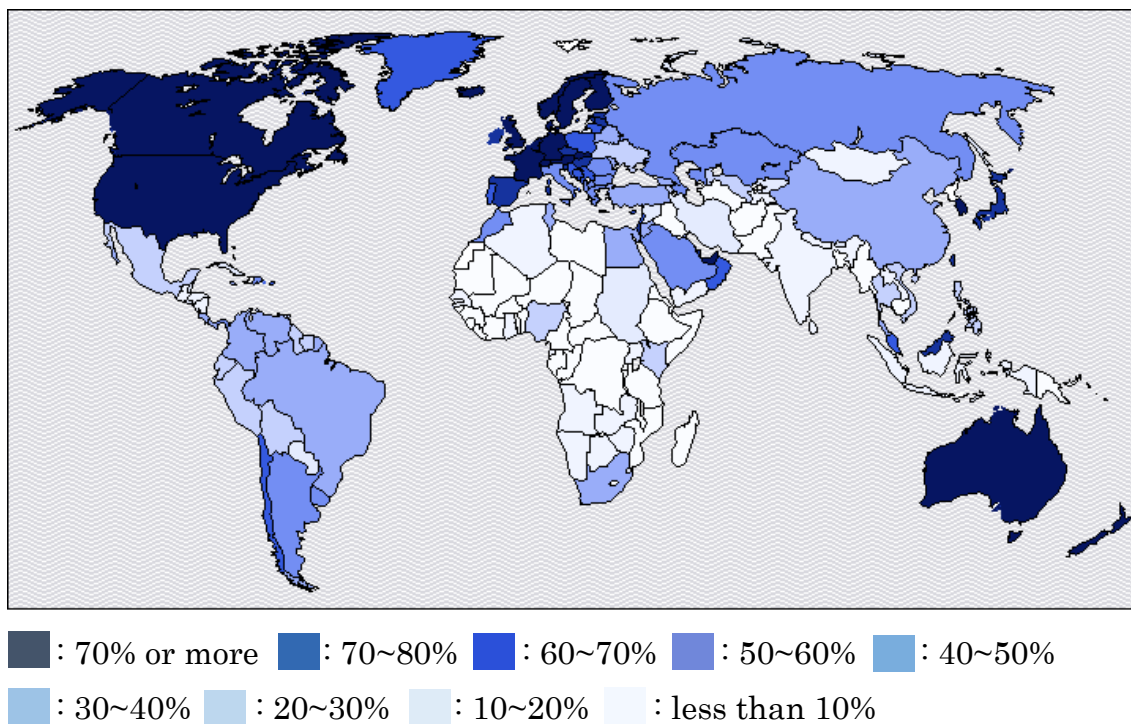 : 70% or more : 70~80% : 60~70% : 50~60% : 40~50%
: 30~40% : 20~30% : 10~20% : less than 10%